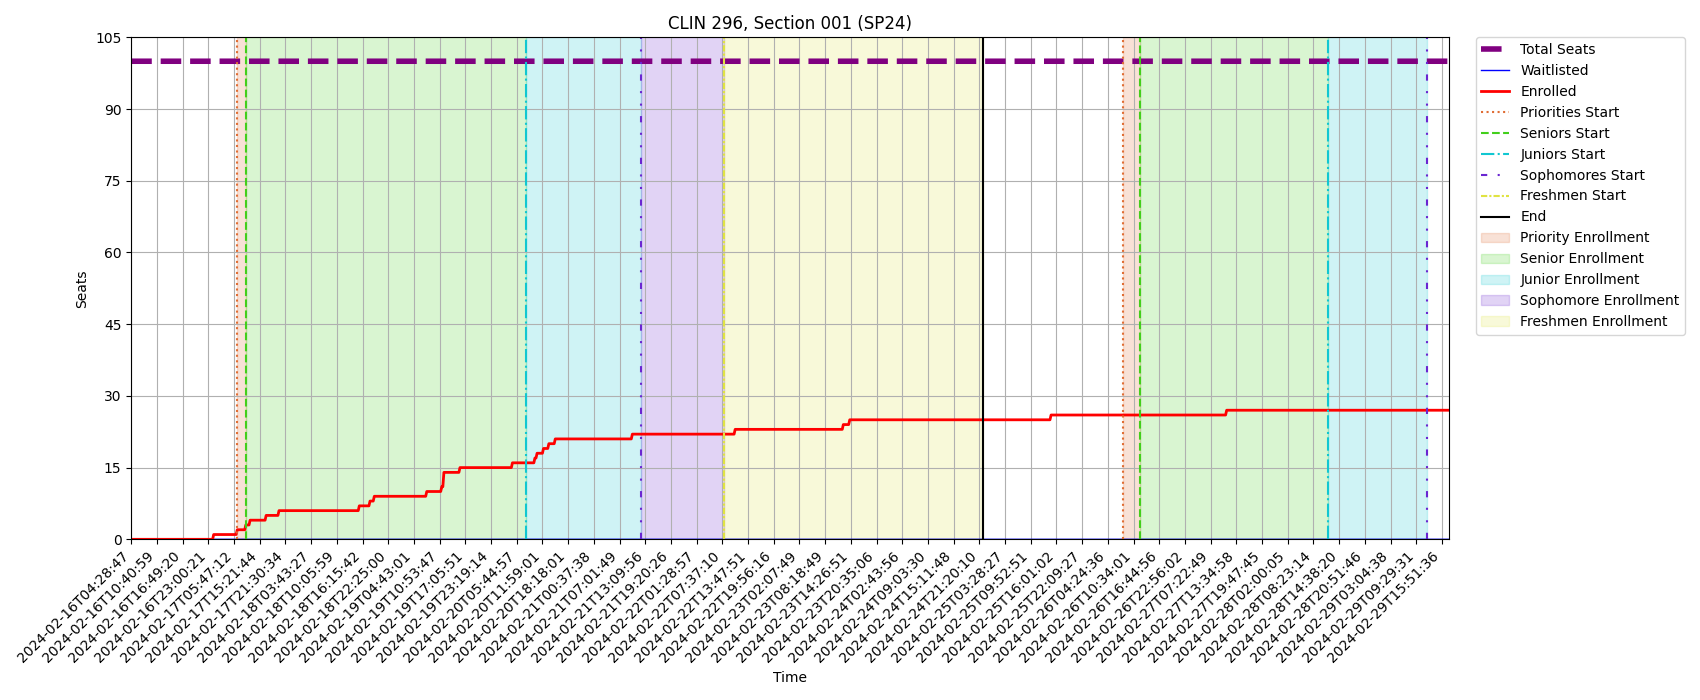 CLIN 296, Section 001 (SP24)
105
90
75
60
45
30
15
0
Seats
2024-02-16T04:28:47
2024-02-16T10:40:59
2024-02-16T16:49:20
2024-02-16T23:00:21
2024-02-17T05:47:12
2024-02-17T15:21:44
2024-02-17T21:30:34
2024-02-18T03:43:27
2024-02-18T10:05:59
2024-02-18T16:15:42
2024-02-18T22:25:00
2024-02-19T04:43:01
2024-02-19T10:53:47
2024-02-19T17:05:51
2024-02-19T23:19:14
2024-02-20T05:44:57
2024-02-20T11:59:01
2024-02-20T18:18:01
2024-02-21T00:37:38
2024-02-21T07:01:49
2024-02-21T13:09:56
2024-02-21T19:20:26
2024-02-22T01:28:57
2024-02-22T07:37:10
2024-02-22T13:47:51
2024-02-22T19:56:16
2024-02-23T02:07:49
2024-02-23T08:18:49
2024-02-23T14:26:51
2024-02-23T20:35:06
2024-02-24T02:43:56
2024-02-24T09:03:30
2024-02-24T15:11:48
2024-02-24T21:20:10
2024-02-25T03:28:27
2024-02-25T09:52:51
2024-02-25T16:01:02
2024-02-25T22:09:27
2024-02-26T04:24:36
2024-02-26T10:34:01
2024-02-26T16:44:56
2024-02-26T22:56:02
2024-02-27T07:22:49
2024-02-27T13:34:58
2024-02-27T19:47:45
2024-02-28T02:00:05
2024-02-28T08:23:14
2024-02-28T14:38:20
2024-02-28T20:51:46
2024-02-29T03:04:38
2024-02-29T09:29:31
2024-02-29T15:51:36
Time
Total Seats
Waitlisted
Enrolled
Priorities Start
Seniors Start
Juniors Start
Sophomores Start
Freshmen Start
End
Priority Enrollment
Senior Enrollment
Junior Enrollment
Sophomore Enrollment
Freshmen Enrollment